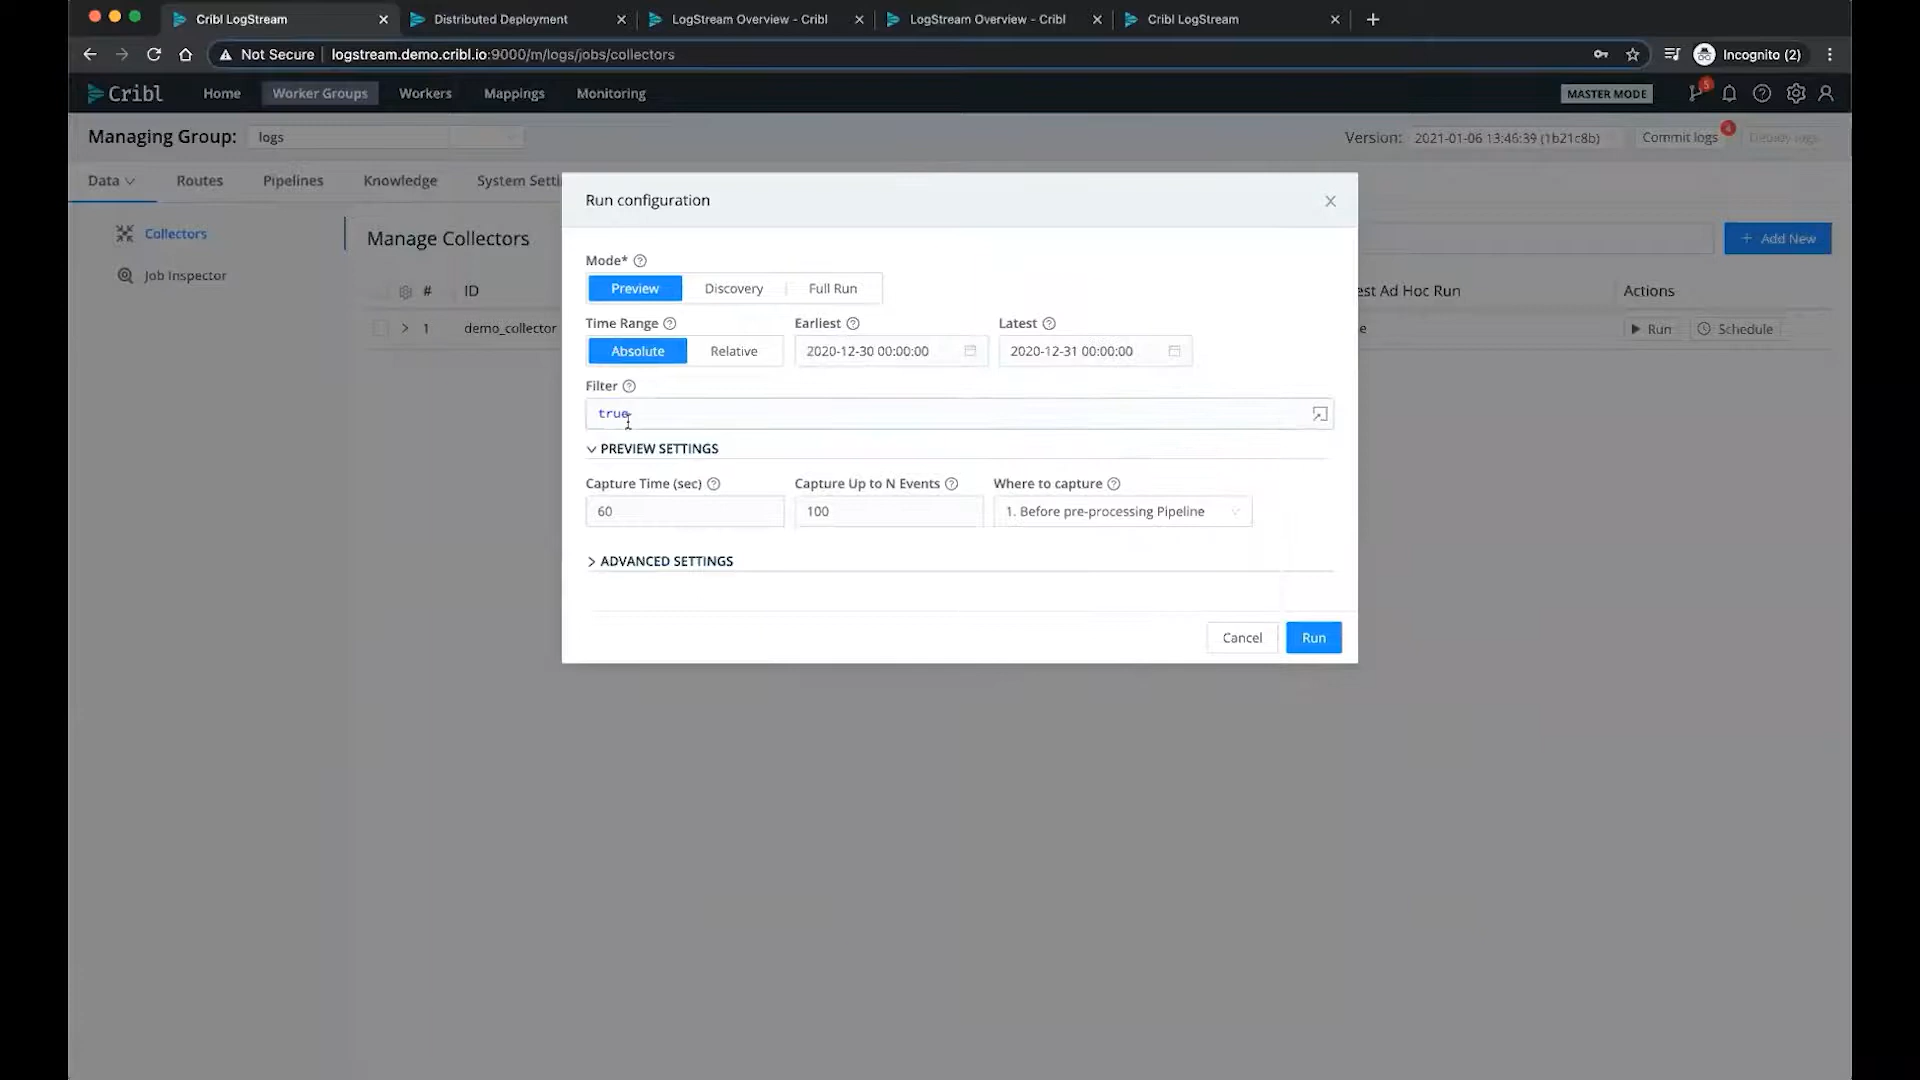 Cribl LogStream
Distributed Deployment
LogStream Overview - Cribl
LogStream Overview - Cribl
Cribl LogStream
Not Secure
logstream.demo.cribl.io:9000/m/logs/jobs/collectors
Incognito (2)
Cribl
Home
Worker Groups
Workers
Mappings
Monitoring
MASTER MODE
5
Managing Group:
logs
Version:
2021-01-06 13:46:39 (1b21c8b)
Commit logs
4
Deploy logs
Data
Routes
Pipelines
Knowledge
System Setti
Collectors
Job Inspector
Manage Collectors
+ Add New
# ID
est Ad Hoc Run
Actions
1 demo_collector
e
Run
Schedule
Run configuration
Mode*
Preview
Discovery
Full Run
Time Range
Earliest
Latest
Absolute
Relative
2020-12-30 00:00:00
2020-12-31 00:00:00
Filter
true
PREVIEW SETTINGS
Capture Time (sec)
Capture Up to N Events
Where to capture
60
100
1. Before pre-processing Pipeline
ADVANCED SETTINGS
Cancel
Run